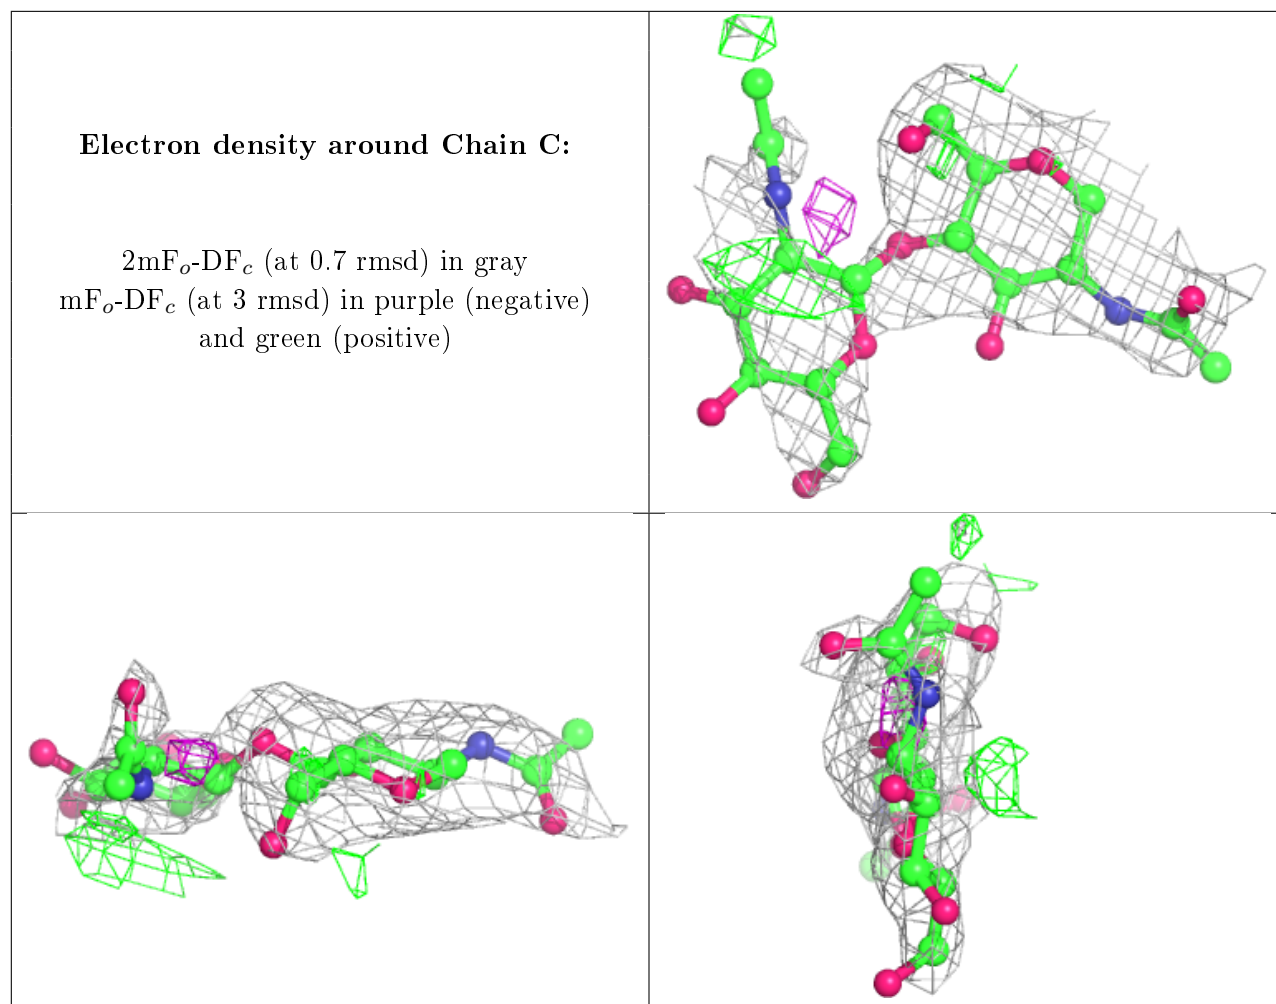 Electron density around Chain C:
2mFₒ-DF𝒸 (at 0.7 rmsd) in gray
mFₒ-DF𝒸 (at 3 rmsd) in purple (negative)
and green (positive)